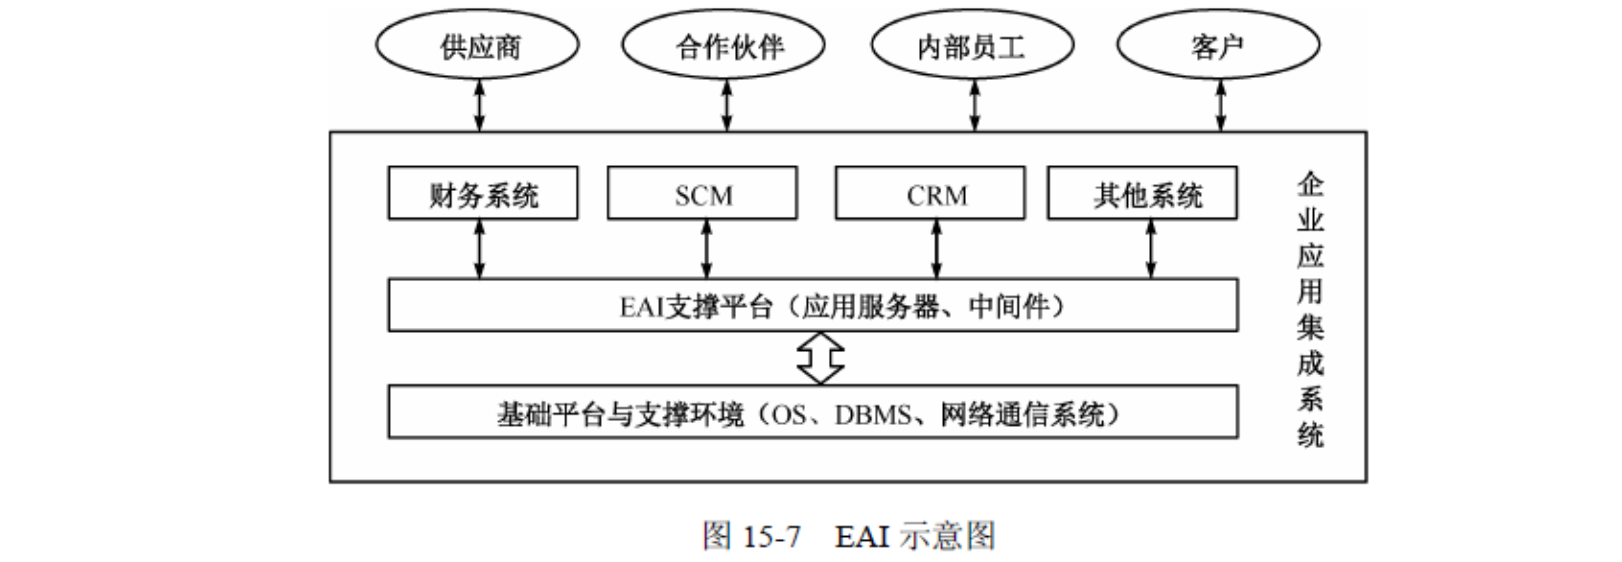 供应商
合作伙伴
内部员工
客户
财务系统
SCM
CRM
其他系统
EAI支撑平台（应用服务器、中间件）
基础平台与支撑环境（OS、DBMS、网络通信系统）
企业应用集成系统
图 15-7 EAI 示意图